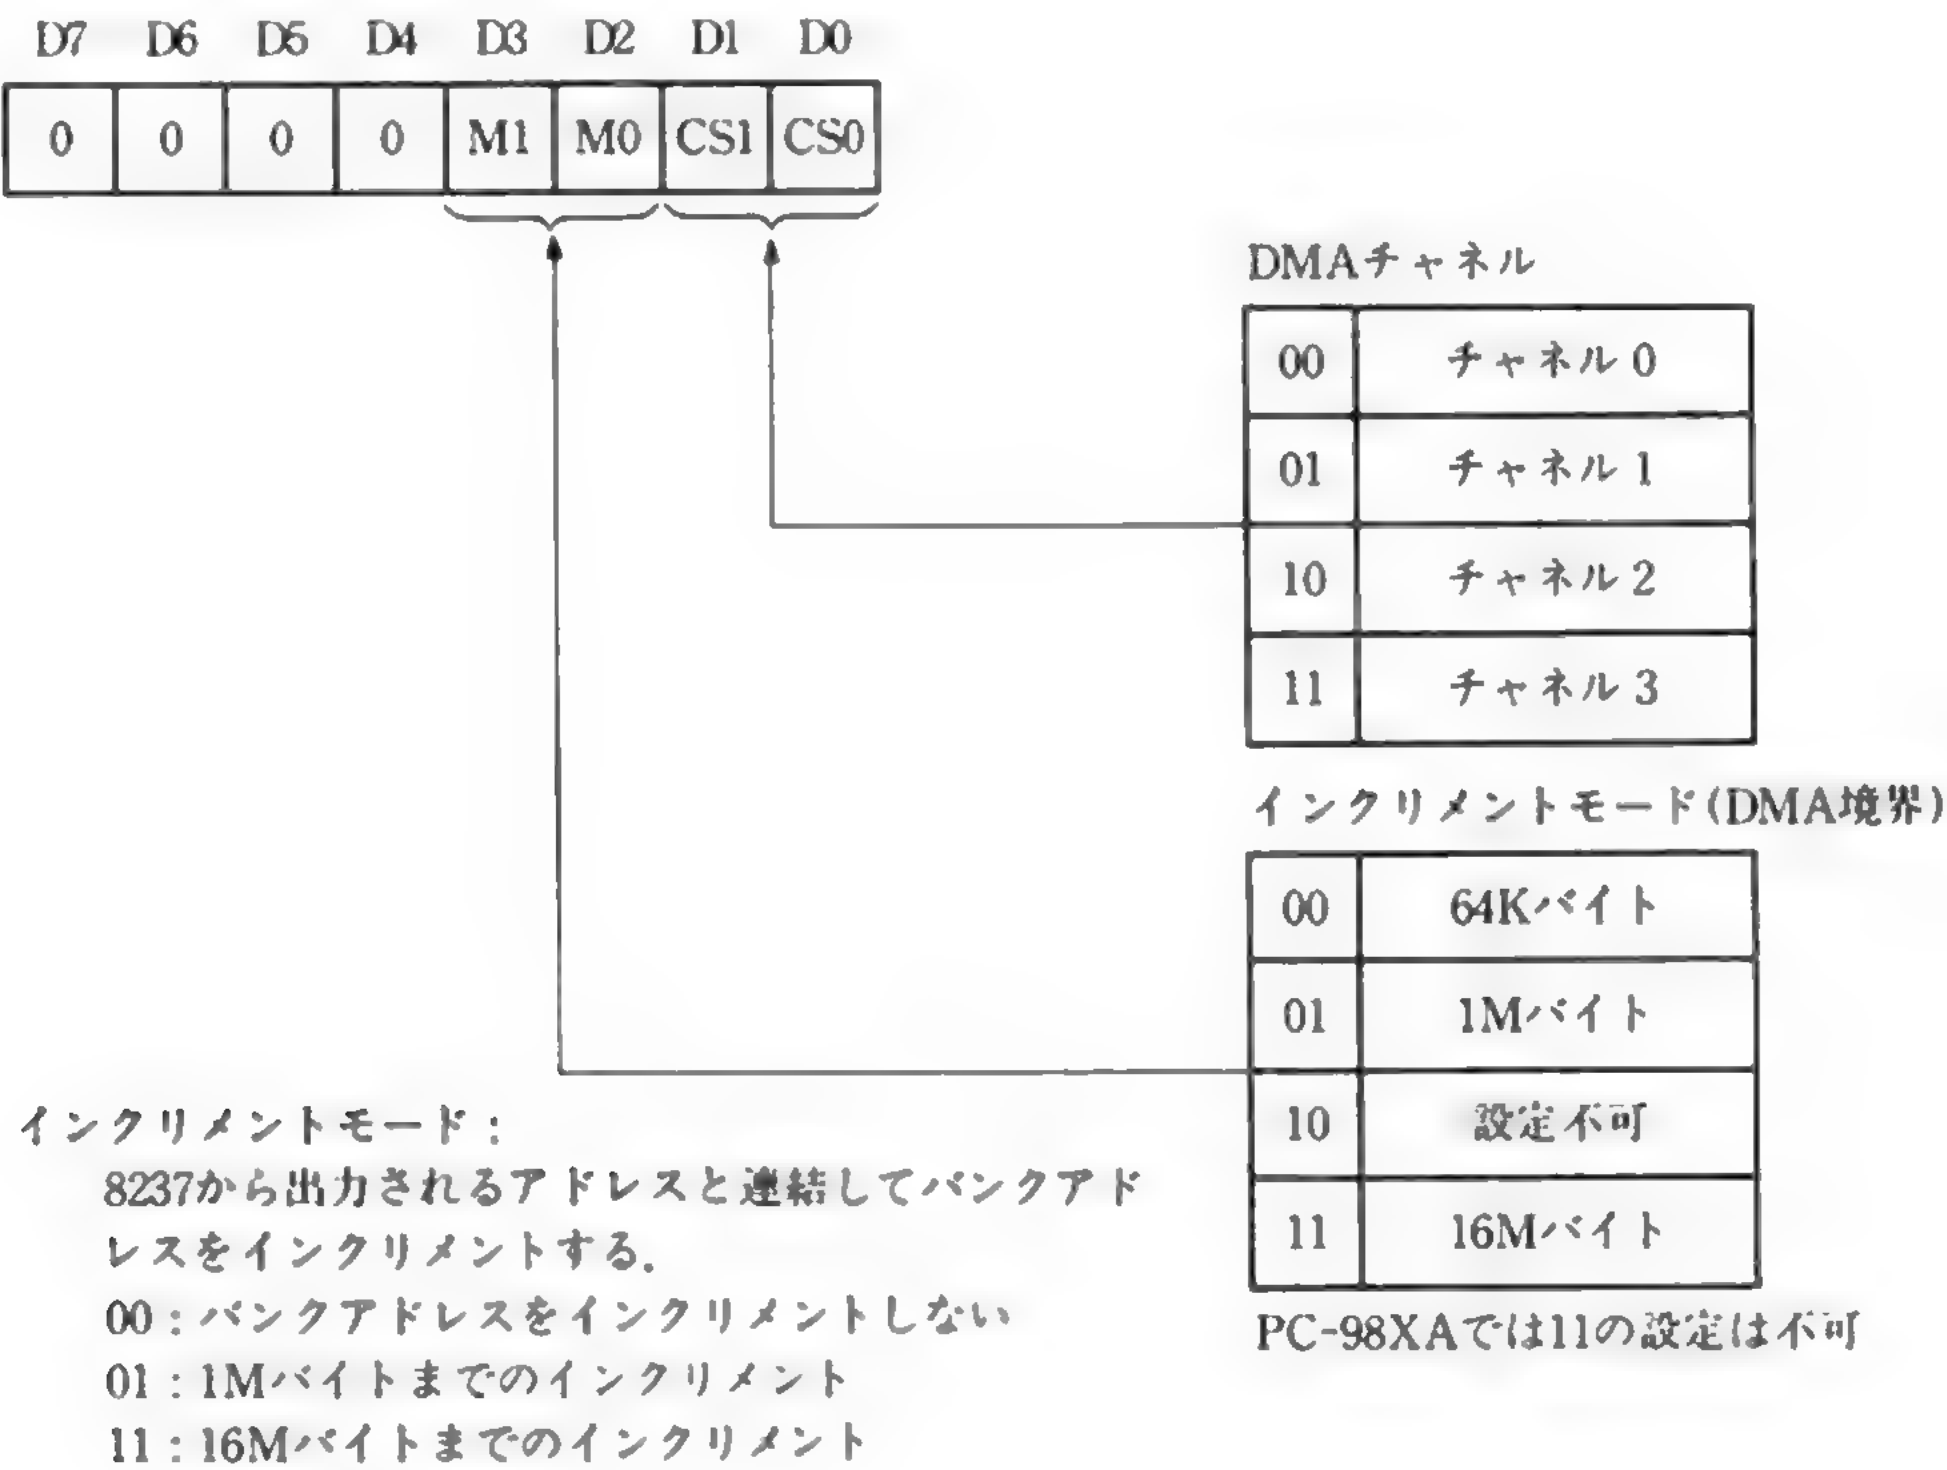 D7 D6 D5 D4 D3 D2 D1 D0
0 0 0 0 M1 M0 CS1 CS0
DMAチャネル
00 チャネル0
01 チャネル1
10 チャネル2
11 チャネル3
インクリメントモード(DMA境界)
00 64Kバイト
01 1Mバイト
10 設定不可
11 16Mバイト
PC-98XAでは11の設定は不可
インクリメントモード:
8237から出力されるアドレスと連結してバンクアド
レスをインクリメントする.
00:バンクアドレスをインクリメントしない
01:1Mバイトまでのインクリメント
11:16Mバイトまでのインクリメント